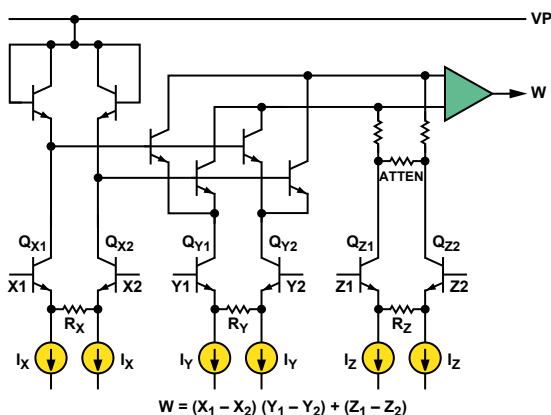 VP
W
ATTEN
QX1 QX2 QY1 QY2 QZ1 QZ2
X1 X2 Y1 Y2 Z1 Z2
RX RY RZ
IX IX IY IY IZ IZ
W = (X1 – X2) (Y1 – Y2) + (Z1 – Z2)